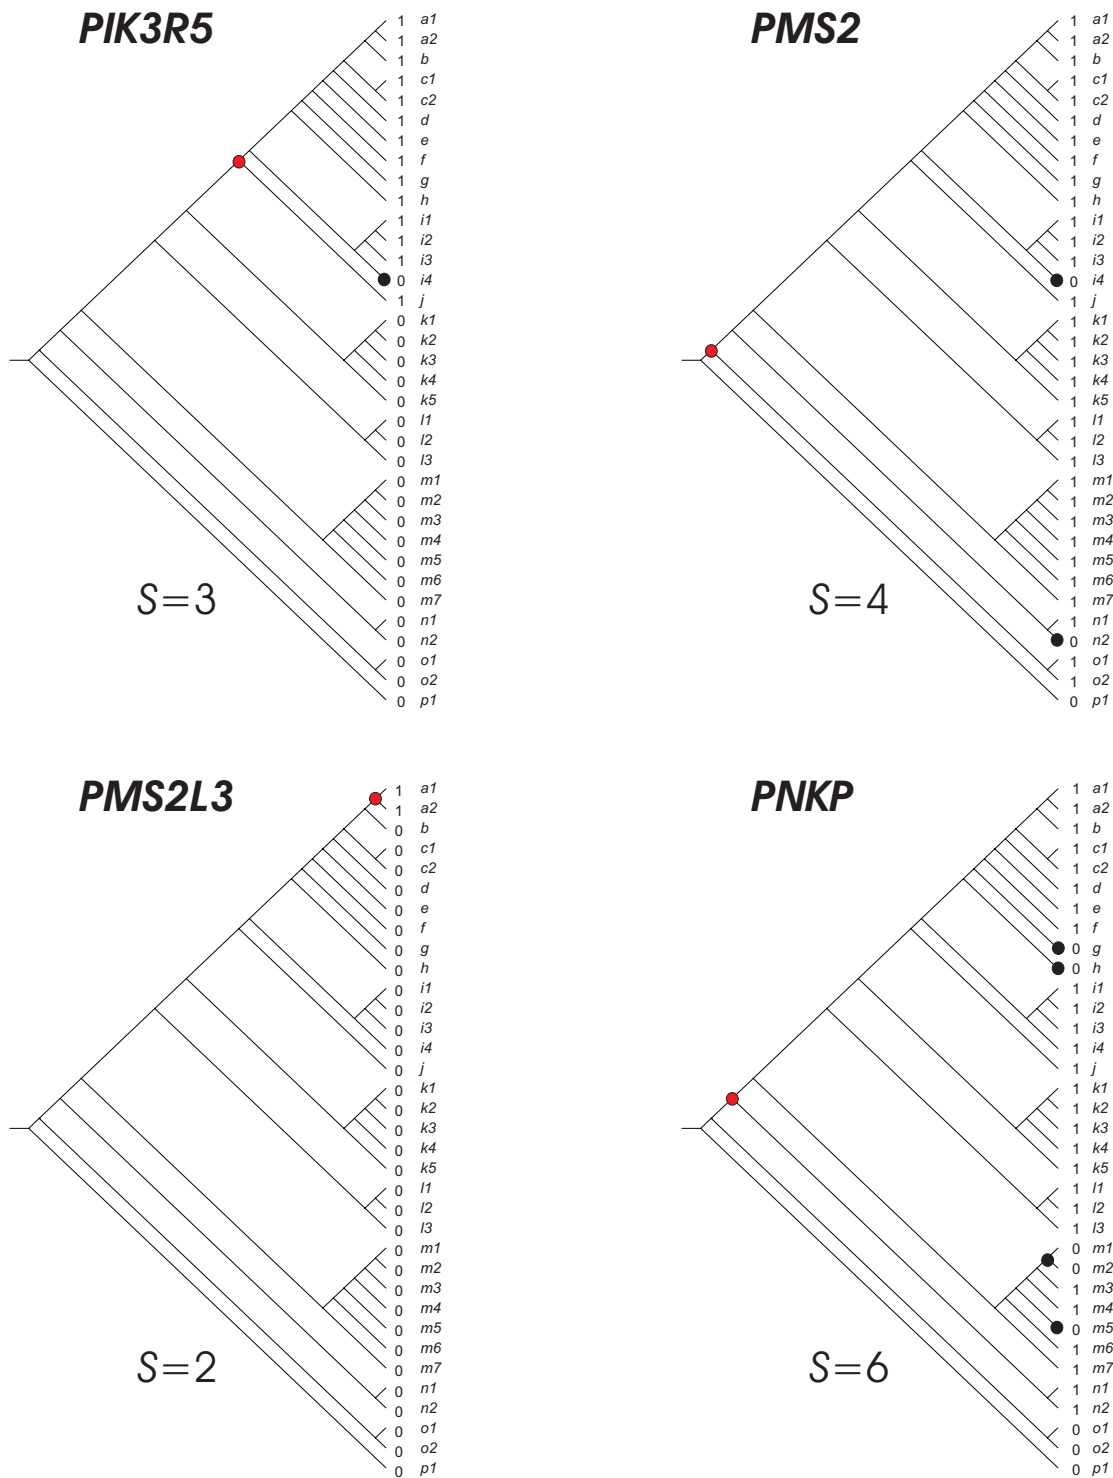 PIK3R5
1 a1
1 a2
1 b
1 c1
1 c2
1 d
1 e
1 f
1 g
1 h
1 i1
1 i2
1 i3
0 i4
1 j
0 k1
0 k2
0 k3
0 k4
0 k5
0 l1
0 l2
0 l3
0 m1
0 m2
0 m3
0 m4
0 m5
0 m6
0 m7
0 n1
0 n2
0 o1
0 o2
0 p1
S=3
PMS2
1 a1
1 a2
1 b
1 c1
1 c2
1 d
1 e
1 f
1 g
1 h
1 i1
1 i2
1 i3
0 i4
1 j
1 k1
1 k2
1 k3
1 k4
1 k5
1 l1
1 l2
1 l3
1 m1
1 m2
1 m3
1 m4
1 m5
1 m6
1 m7
1 n1
0 n2
1 o1
1 o2
0 p1
S=4
PMS2L3
1 a1
1 a2
0 b
0 c1
0 c2
0 d
0 e
0 f
0 g
0 h
0 i1
0 i2
0 i3
0 i4
0 j
0 k1
0 k2
0 k3
0 k4
0 k5
0 l1
0 l2
0 l3
0 m1
0 m2
0 m3
0 m4
0 m5
0 m6
0 m7
0 n1
0 n2
0 o1
0 o2
0 p1
S=2
PNKP
1 a1
1 a2
1 b
1 c1
1 c2
1 d
1 e
1 f
0 g
0 h
1 i1
1 i2
1 i3
1 i4
1 j
1 k1
1 k2
1 k3
1 k4
1 k5
1 l1
1 l2
1 l3
0 m1
0 m2
1 m3
1 m4
0 m5
1 m6
1 m7
1 n1
1 n2
0 o1
0 o2
0 p1
S=6